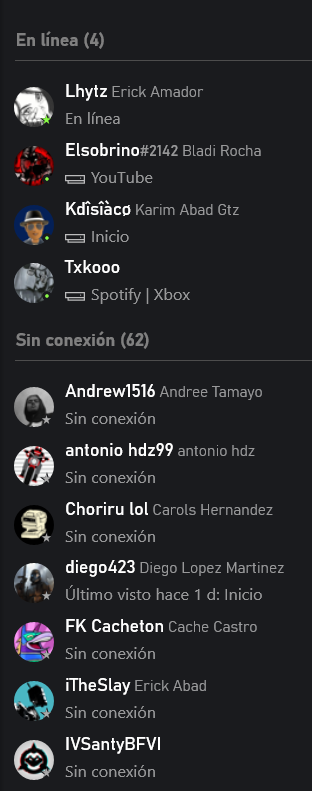 En línea (4)
Lhytz Erick Amador
En línea
Elsobrino#2142 Bladi Rocha
YouTube
Kdîsîàcø Karim Abad Gtz
Inicio
Txkooo
Spotify | Xbox
Sin conexión (62)
Andrew1516 Andree Tamayo
Sin conexión
antonio hdz99 antonio hdz
Sin conexión
Choriru lol Carols Hernandez
Sin conexión
diego423 Diego Lopez Martinez
Último visto hace 1 d: Inicio
FK Cacheton Cache Castro
Sin conexión
iTheSlay Erick Abad
Sin conexión
IVSantyBFVI
Sin conexión